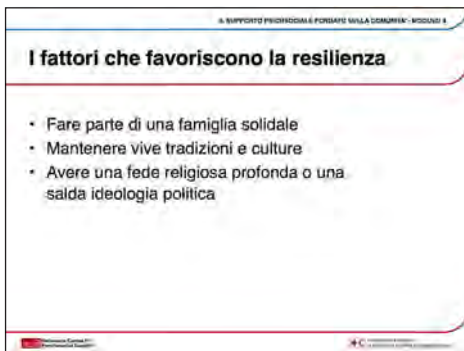 IL SUPPORTO PSICOSOCIALE FONDATO SULLA COMUNITA' - MODULO 4
I fattori che favoriscono la resilienza
• Fare parte di una famiglia solidale
• Mantenere vive tradizioni e culture
• Avere una fede religiosa profonda o una
salda ideologia politica